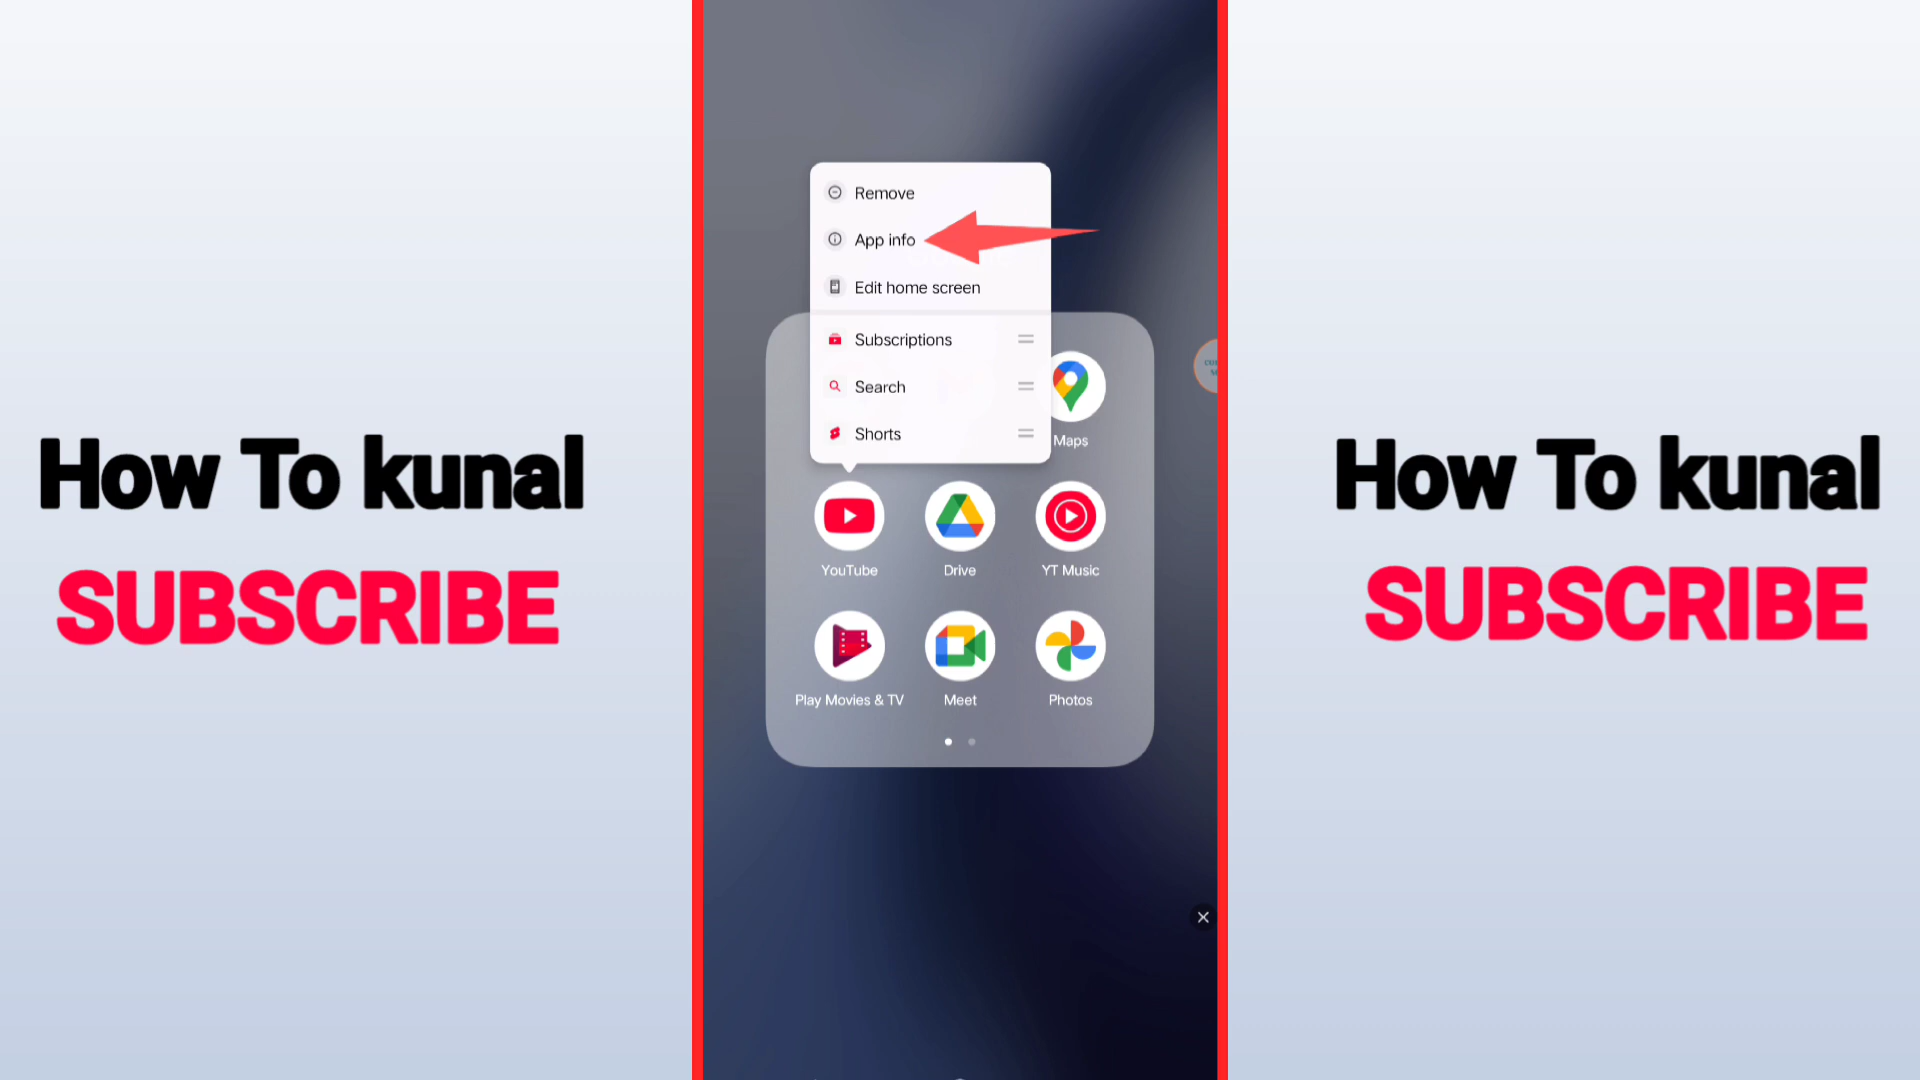 How To kunal
SUBSCRIBE
Remove
App info
Edit home screen
Subscriptions
Search
Shorts
Maps
YouTube
Drive
YT Music
Play Movies & TV
Meet
Photos
How To kunal
SUBSCRIBE